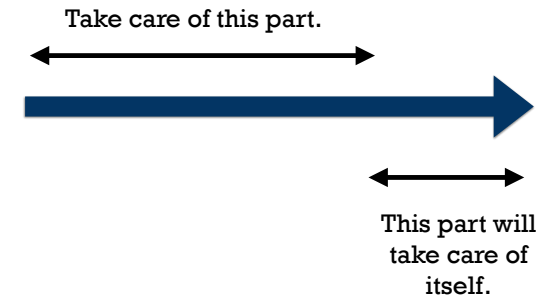 Take care of this part.
This part will
take care of
itself.